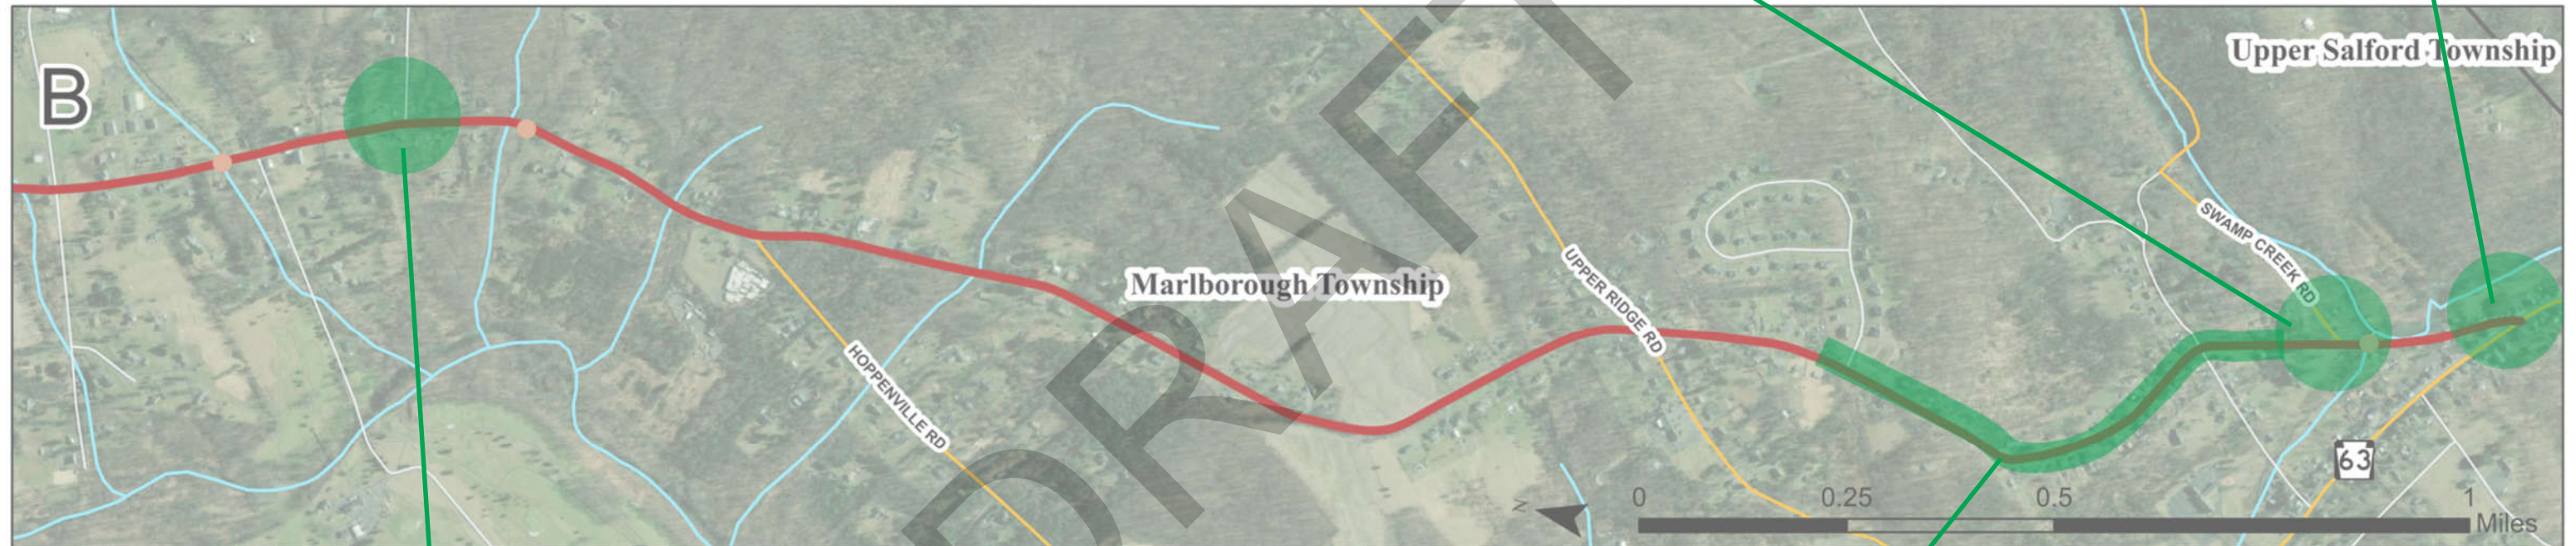 B
Upper Salford Township
SWAMP CREEK RD
Marlborough Township
UPPER RIDGE RD
HOPPENVILLE RD
DRAFT
63
N
0 0.25 0.5 1
Miles